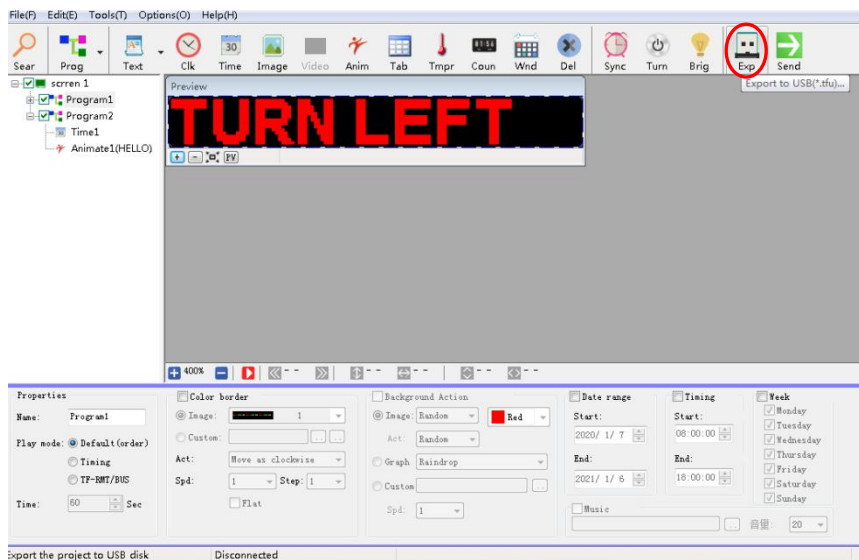 File(F) Edit(E) Tools(T) Options(O) Help(H)
Sear Prog Text Clk Time Image Video Anim Tab Tmpr Coun Wnd Del Sync Turn Brig Exp Send
Export to USB(*.tfu)...
scrren 1
Program1
Program2
Time1
Animate1(HELLO)
Preview
TURN LEFT
PV
400%
Properties
Name: Program1
Play mode: Default(order)
Timing
TF-RMT/BUS
Time: 60 Sec
Color border
Image: 1
Custom:
Act: Move as clockwise
Spd: 1 Step: 1
Flat
Background Action
Image: Random Red
Act: Random
Graph Raindrop
Custom
Spd: 1
Date range
Start:
2020/ 1/ 7
End:
2021/ 1/ 6
Timing
Start:
08:00:00
End:
18:00:00
Week
Monday
Tuesday
Wednesday
Thursday
Friday
Saturday
Sunday
Music
音量: 20
Export the project to USB disk Disconnected